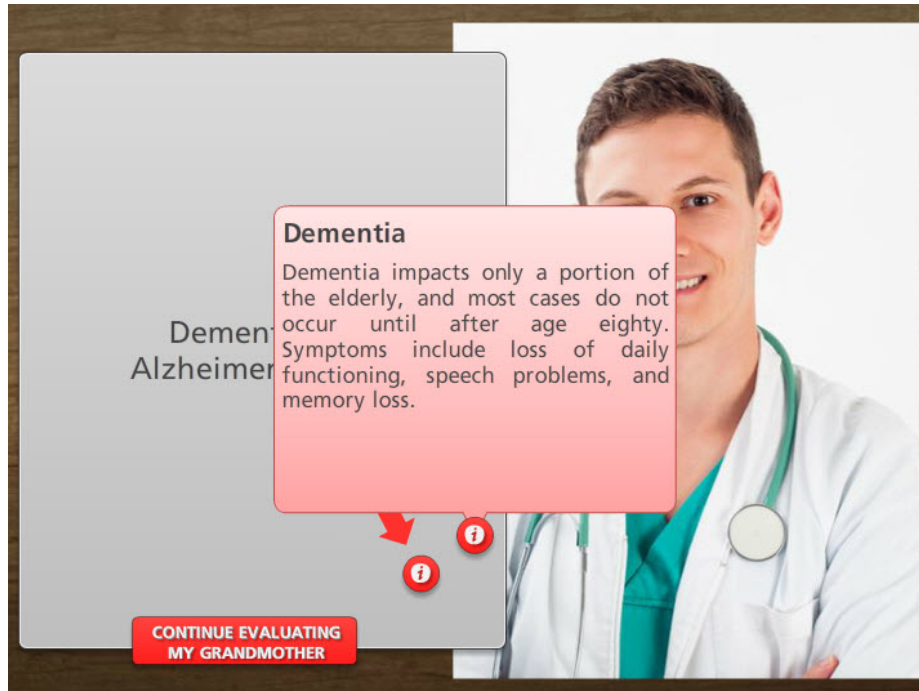 Dementia
Dementia impacts only a portion of
the elderly, and most cases do not
occur until after age eighty.
Symptoms include loss of daily
functioning, speech problems, and
memory loss.
i
i
CONTINUE EVALUATING
MY GRANDMOTHER